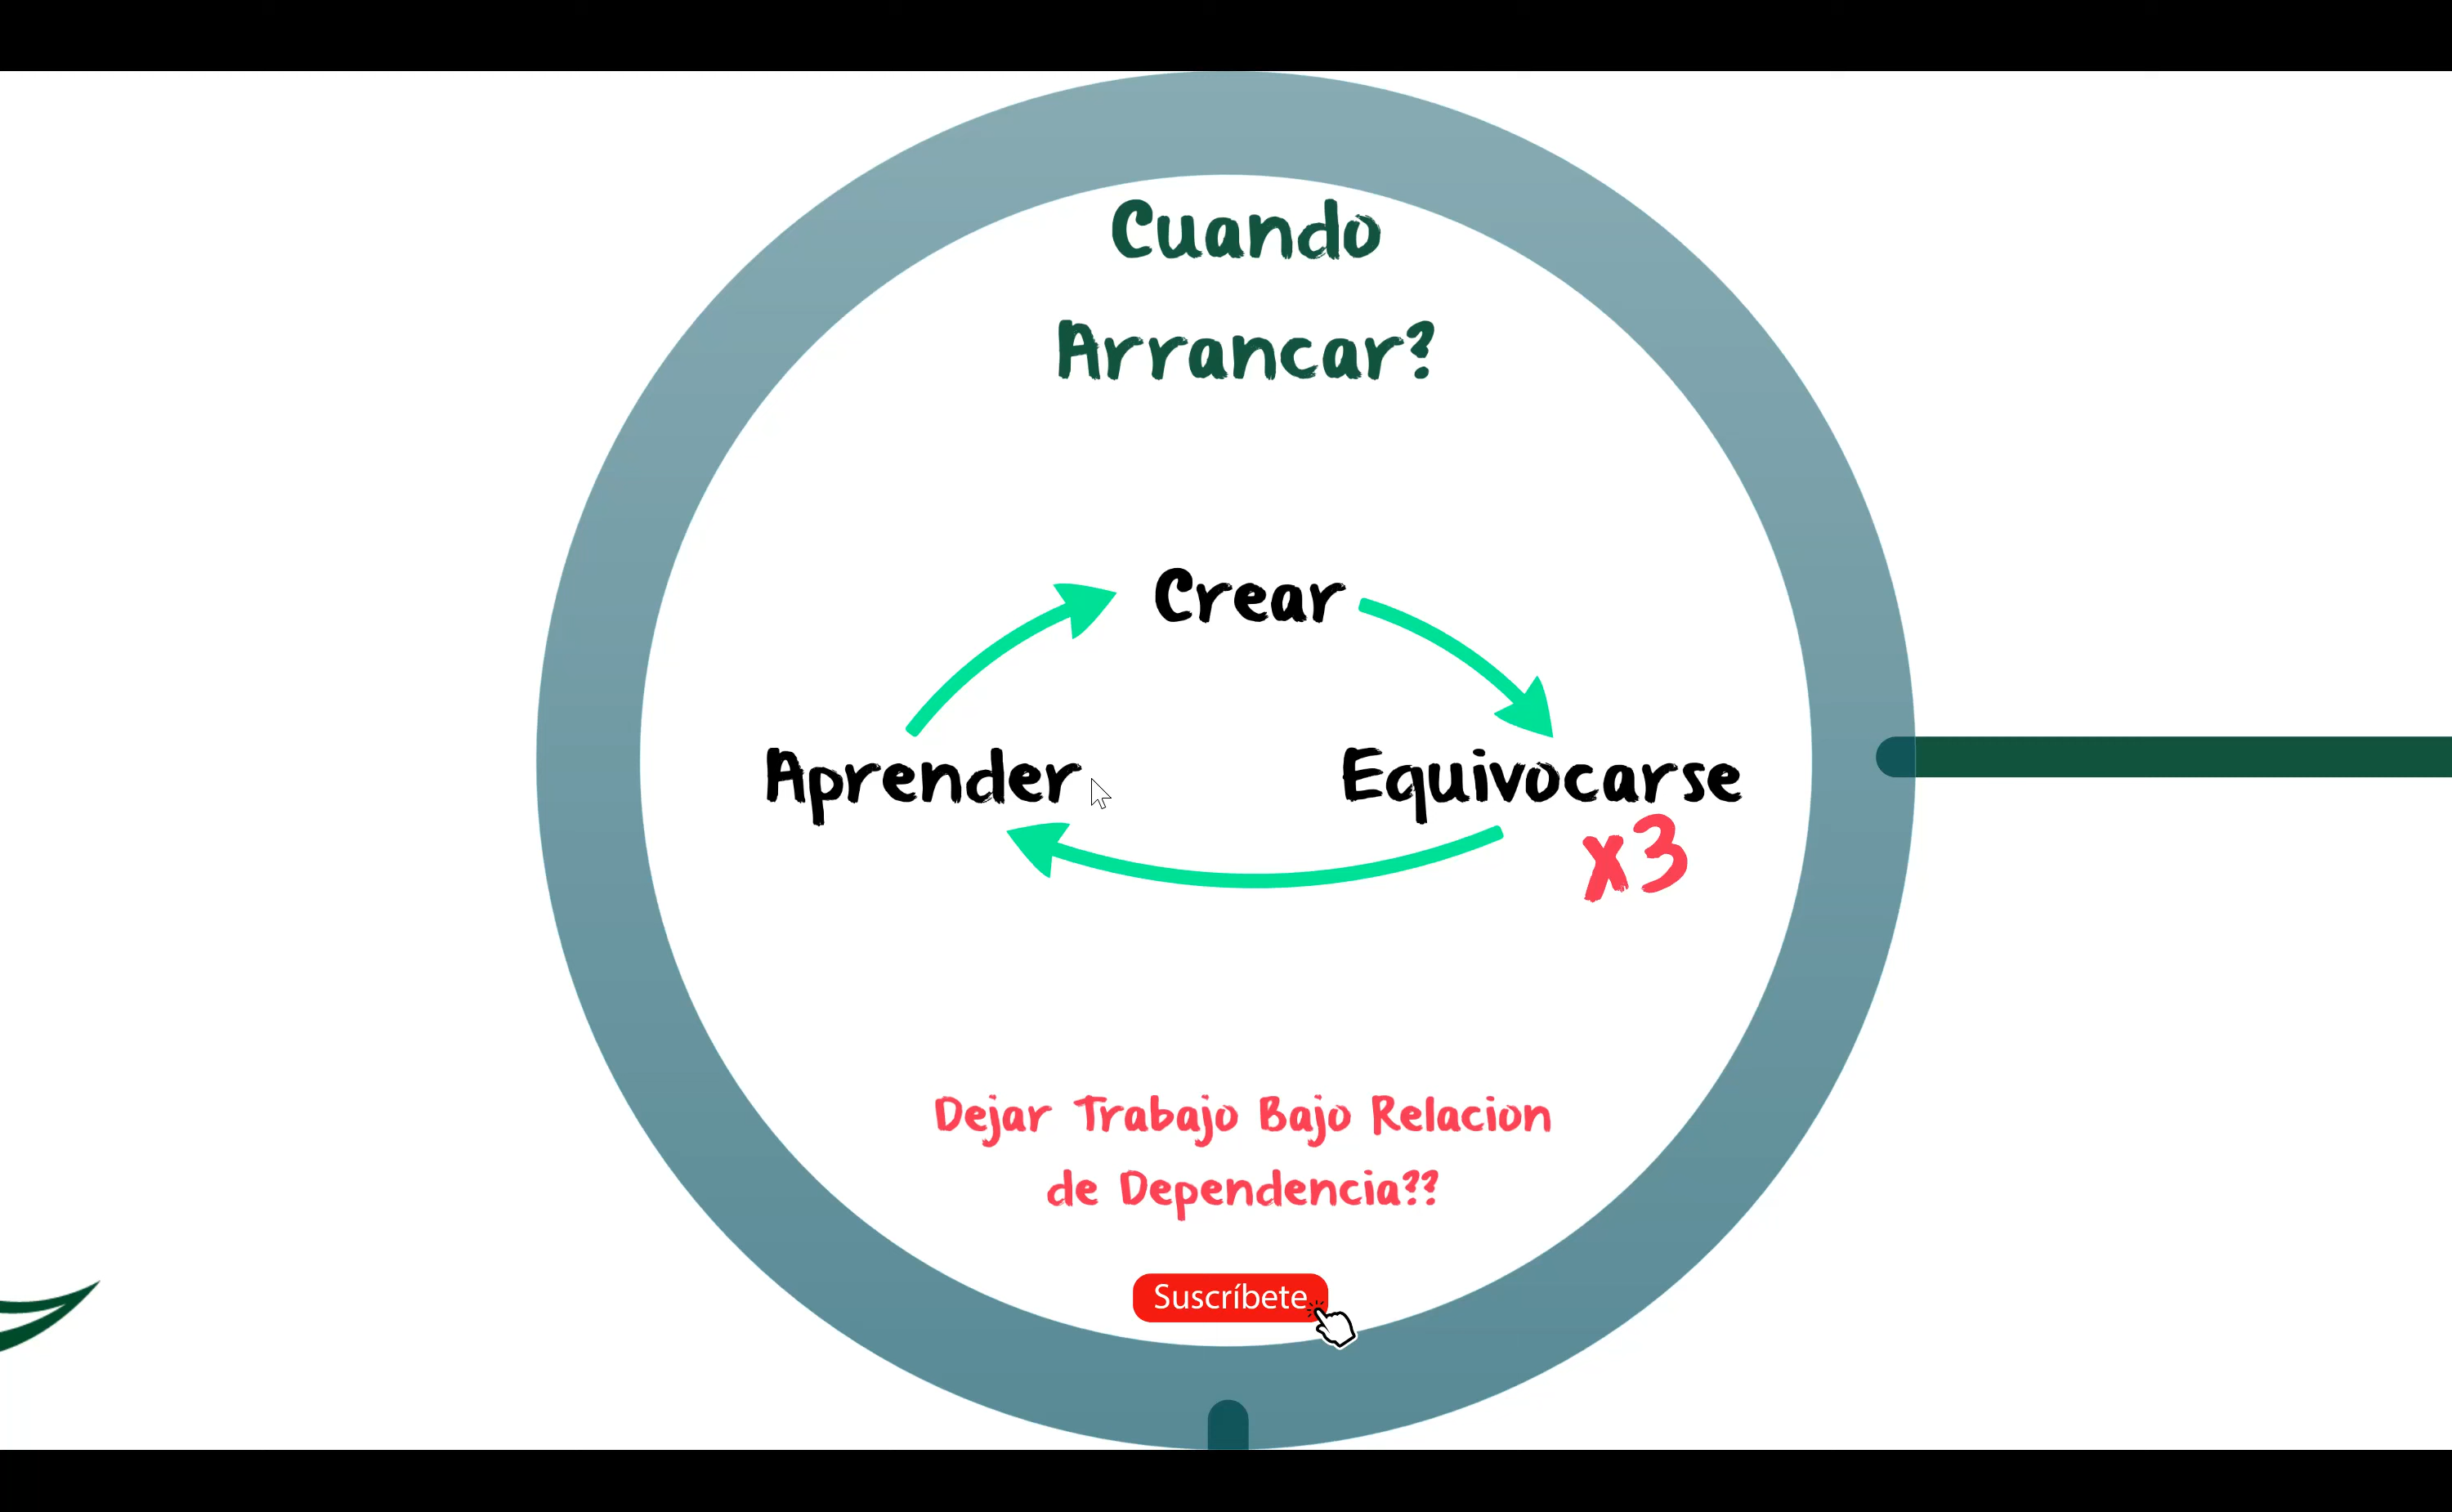 Cuando
Arrancar?
Crear
Aprender
Equivocarse
x3
Dejar Trabajo Bajo Relacion
de Dependencia??
Suscríbete